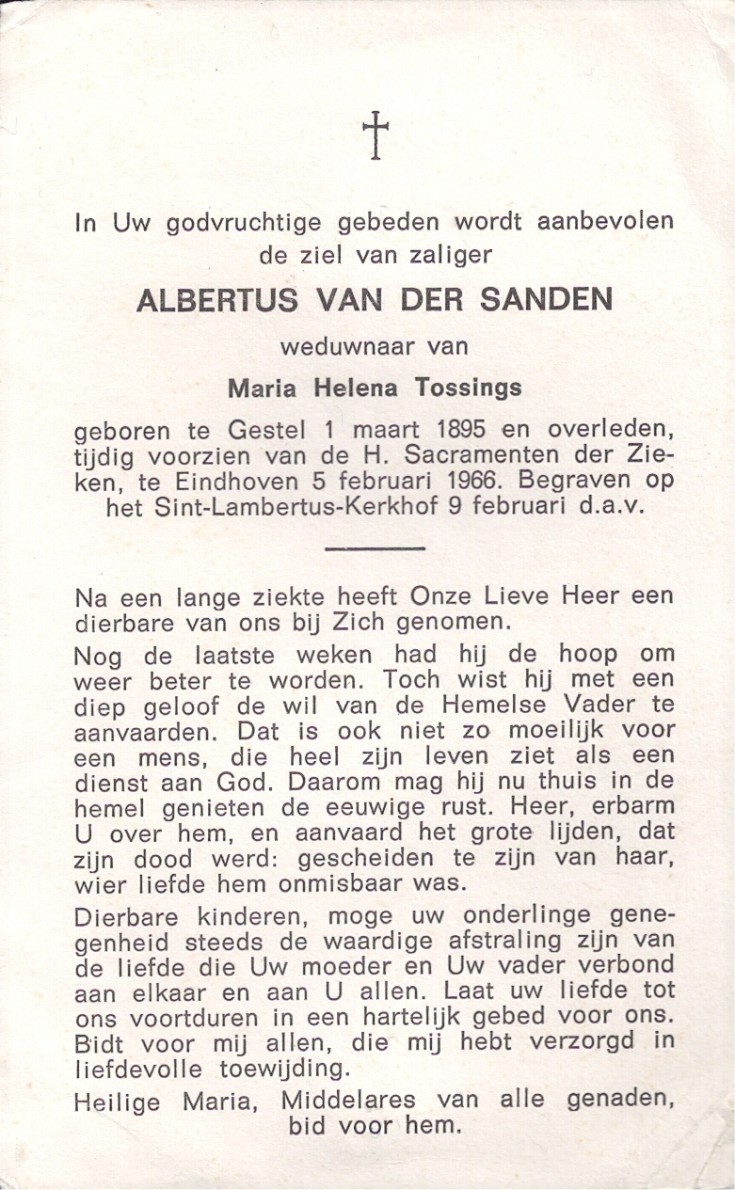 In Uw godvruchtige gebeden wordt aanbevolen
de ziel van zaliger
ALBERTUS VAN DER SANDEN
weduwnaar van
Maria Helena Tossings
geboren te Gestel 1 maart 1895 en overleden,
tijdig voorzien van de H. Sacramenten der Zie-
ken, te Eindhoven 5 februari 1966. Begraven op
het Sint-Lambertus-Kerkhof 9 februari d.a.v.
Na een lange ziekte heeft Onze Lieve Heer een
dierbare van ons bij Zich genomen.
Nog de laatste weken had hij de hoop om
weer beter te worden. Toch wist hij met een
diep geloof de wil van de Hemelse Vader te
aanvaarden. Dat is ook niet zo moeilijk voor
een mens, die heel zijn leven ziet als een
dienst aan God. Daarom mag hij nu thuis in de
hemel genieten de eeuwige rust. Heer, erbarm
U over hem, en aanvaard het grote lijden, dat
zijn dood werd: gescheiden te zijn van haar,
wier liefde hem onmisbaar was.
Dierbare kinderen, moge uw onderlinge gene-
genheid steeds de waardige afstraling zijn van
de liefde die Uw moeder en Uw vader verbond
aan elkaar en aan U allen. Laat uw liefde tot
ons voortduren in een hartelijk gebed voor ons.
Bidt voor mij allen, die mij hebt verzorgd in
liefdevolle toewijding.
Heilige Maria, Middelares van alle genaden,
bid voor hem.